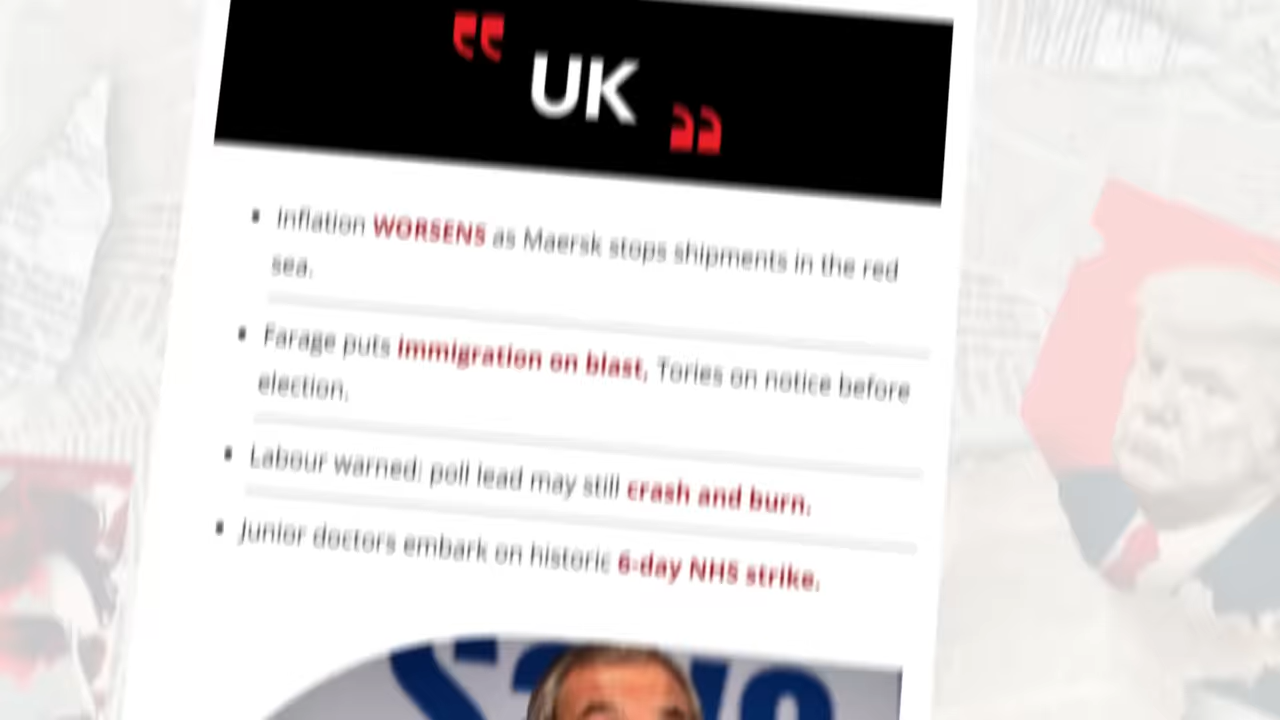 UK
Inflation WORSENS as Maersk stops shipments in the red
sea.
Farage puts immigration on blast, Tories on notice before
election.
Labour warned: poll lead may still crash and burn.
Junior doctors embark on historic 6-day NHS strike.